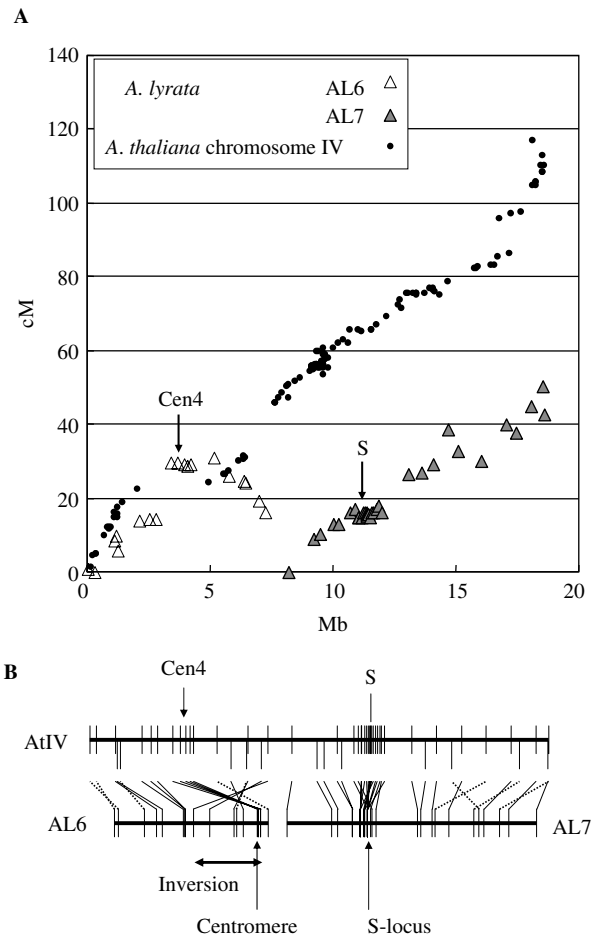 A
140
120
100
80
60
40
20
0
cM
A. lyrata
AL6
AL7
A. thaliana chromosome IV
Cen4
S
0 5 10 15 20
Mb
B
Cen4
S
AtIV
AL6
AL7
Inversion
Centromere
S-locus